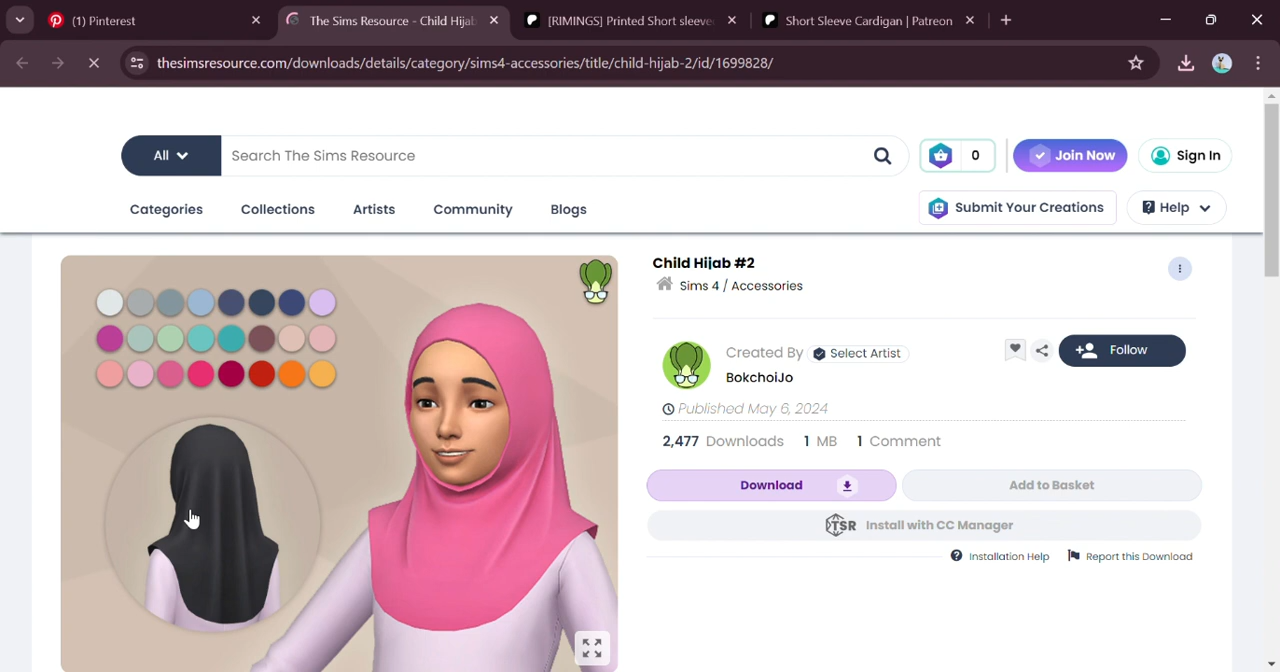 (1) Pinterest
The Sims Resource - Child Hijab
[RIMINGS] Printed Short sleeve
Short Sleeve Cardigan | Patreon
thesimsresource.com/downloads/details/category/sims4-accessories/title/child-hijab-2/id/1699828/
All
Search The Sims Resource
0
Join Now
Sign In
Categories
Collections
Artists
Community
Blogs
Submit Your Creations
Help
Child Hijab #2
Sims 4 / Accessories
Created By
Select Artist
BokchoiJo
Follow
Published May 6, 2024
2,477 Downloads 1 MB 1 Comment
Download
Add to Basket
TSR Install with CC Manager
Installation Help
Report this Download